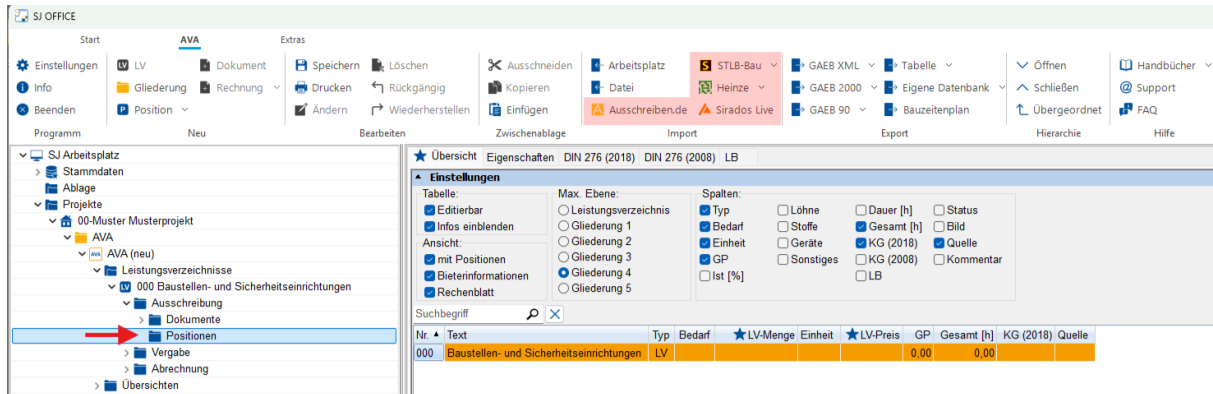 SJ OFFICE
Start AVA Extras
Einstellungen LV Dokument Speichern Löschen Ausschneiden Arbeitsplatz STLB-Bau GAEB XML Tabelle Öffnen Handbücher
Info Gliederung Rechnung Drucken Rückgängig Kopieren Datei Heinze GAEB 2000 Eigene Datenbank Schließen Support
Beenden Position Ändern Wiederherstellen Einfügen Ausschreiben.de Sirados Live GAEB 90 Bauzeitenplan Übergeordnet FAQ
Programm Neu Bearbeiten Zwischenablage Import Export Hierarchie Hilfe
SJ Arbeitsplatz
Stammdaten
Ablage
Projekte
00-Muster Musterprojekt
AVA
AVA (neu)
Leistungsverzeichnisse
000 Baustellen- und Sicherheitseinrichtungen
Ausschreibung
Dokumente
Positionen
Vergabe
Abrechnung
Übersichten
Übersicht Eigenschaften DIN 276 (2018) DIN 276 (2008) LB
Einstellungen
Tabelle: Max. Ebene: Spalten:
Editierbar Leistungsverzeichnis Typ Löhne Dauer [h] Status
Infos einblenden Gliederung 1 Bedarf Stoffe Gesamt [h] Bild
Ansicht: Gliederung 2 Einheit Geräte KG (2018) Quelle
mit Positionen Gliederung 3 GP Sonstiges KG (2008) Kommentar
Bieterinformationen Gliederung 4 Ist [%] LB
Rechenblatt Gliederung 5
Suchbegriff
Nr. Text Typ Bedarf LV-Menge Einheit LV-Preis GP Gesamt [h] KG (2018) Quelle
000 Baustellen- und Sicherheitseinrichtungen LV 0,00 0,00